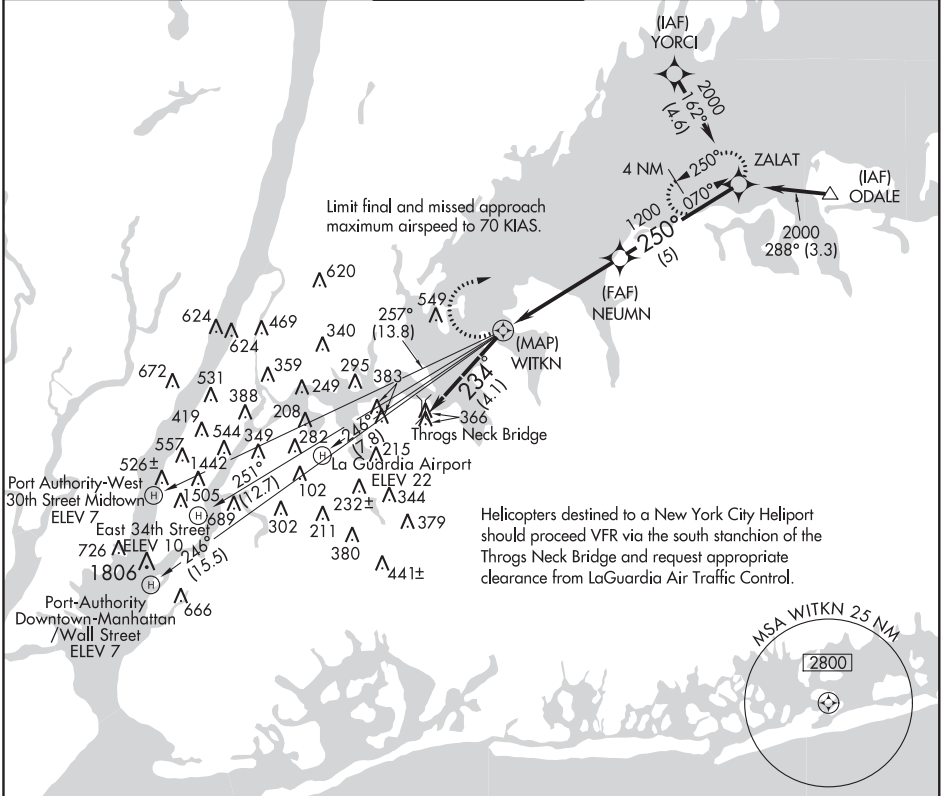 (IAF)
YORCI
2000
162°
(4.6)
ZALAT
4 NM
250°
070°
(IAF)
ODALE
2000
288° (3.3)
1200
250°
(5)
Limit final and missed approach
maximum airspeed to 70 KIAS.
(FAF)
NEUMN
620
549
257°
(13.8)
(MAP)
WITKN
624
624
469
340
234°
(4.1)
672
531
359
249
295
383
388
208
366
419
544
349
282
246°
(7.8)
215
Throgs Neck Bridge
557
526±
1442
251°
(12.7)
H
La Guardia Airport
ELEV 22
Port Authority-West
30th Street Midtown
ELEV 7
H
1505
102
232±
344
East 34th Street
ELEV 10
H
689
302
211
379
726
246°
(15.5)
380
1806
H
441±
Port-Authority
Downtown-Manhattan
/Wall Street
ELEV 7
666
Helicopters destined to a New York City Heliport
should proceed VFR via the south stanchion of the
Throgs Neck Bridge and request appropriate
clearance from LaGuardia Air Traffic Control.
MSA WITKN 25 NM
2800